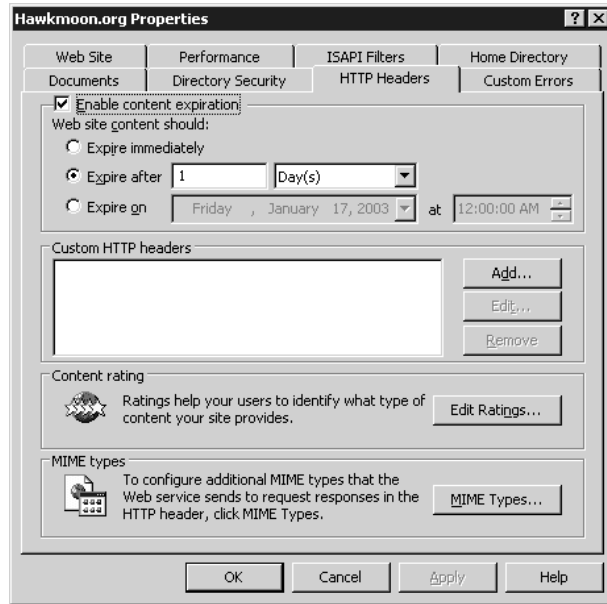 Hawkmoon.org Properties
Web Site Performance ISAPI Filters Home Directory
Documents Directory Security HTTP Headers Custom Errors
Enable content expiration
Web site content should:
Expire immediately
Expire after 1 Day(s)
Expire on Friday , January 17, 2003 at 12:00:00 AM
Custom HTTP headers
Add...
Edit...
Remove
Content rating
Ratings help your users to identify what type of
content your site provides.
Edit Ratings...
MIME types
To configure additional MIME types that the
Web service sends to request responses in the
HTTP header, click MIME Types.
MIME Types...
OK Cancel Apply Help